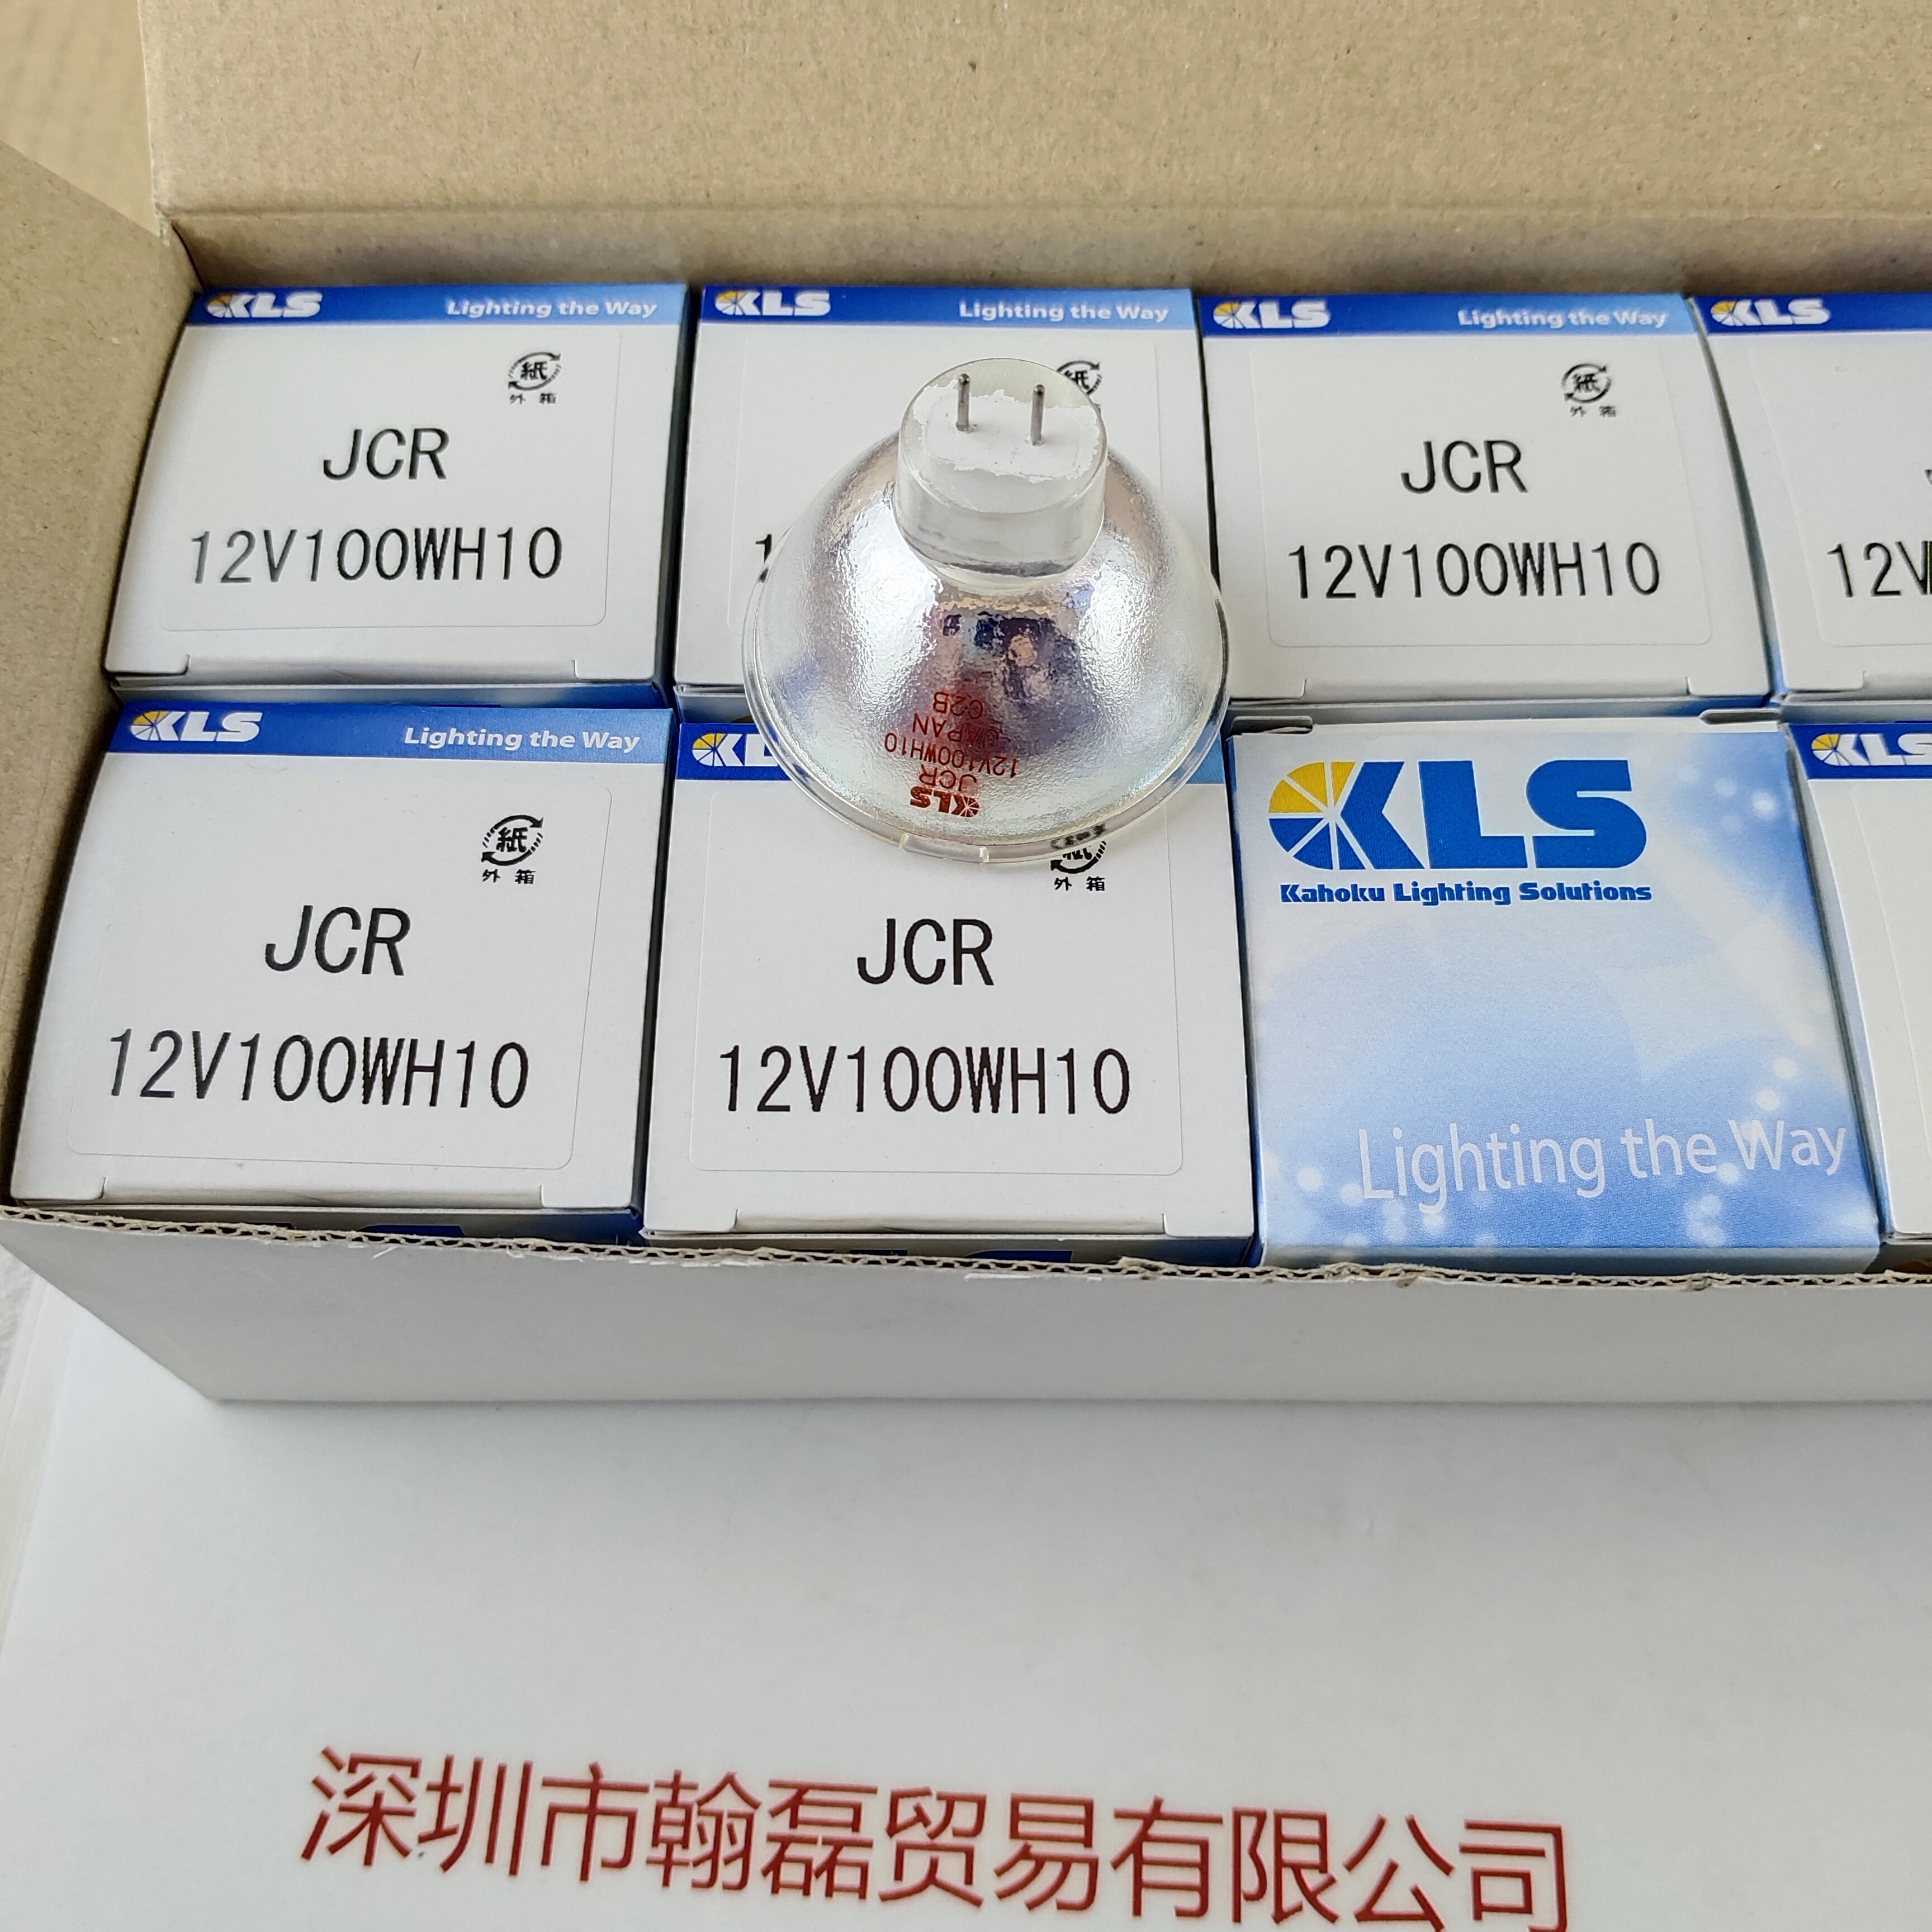 KLS Lighting the Way
紙
外箱
JCR
12V100WH10
KLS Lighting the Way
KLS Lighting the Way
紙
外箱
JCR
12V100WH10
KLS
12V
KLS Lighting the Way
紙
外箱
JCR
12V100WH10
KLS
JCR
12V100WH10
JAPAN
C2B
紙
外箱
JCR
12V100WH10
KLS
Kahoku Lighting Solutions
Lighting the Way
KLS
深圳市翰磊贸易有限公司